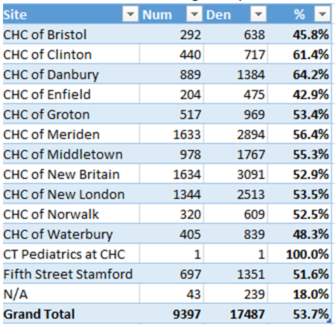 Site Num Den %
CHC of Bristol 292 638 45.8%
CHC of Clinton 440 717 61.4%
CHC of Danbury 889 1384 64.2%
CHC of Enfield 204 475 42.9%
CHC of Groton 517 969 53.4%
CHC of Meriden 1633 2894 56.4%
CHC of Middletown 978 1767 55.3%
CHC of New Britain 1634 3091 52.9%
CHC of New London 1344 2513 53.5%
CHC of Norwalk 320 609 52.5%
CHC of Waterbury 405 839 48.3%
CT Pediatrics at CHC 1 1 100.0%
Fifth Street Stamford 697 1351 51.6%
N/A 43 239 18.0%
Grand Total 9397 17487 53.7%